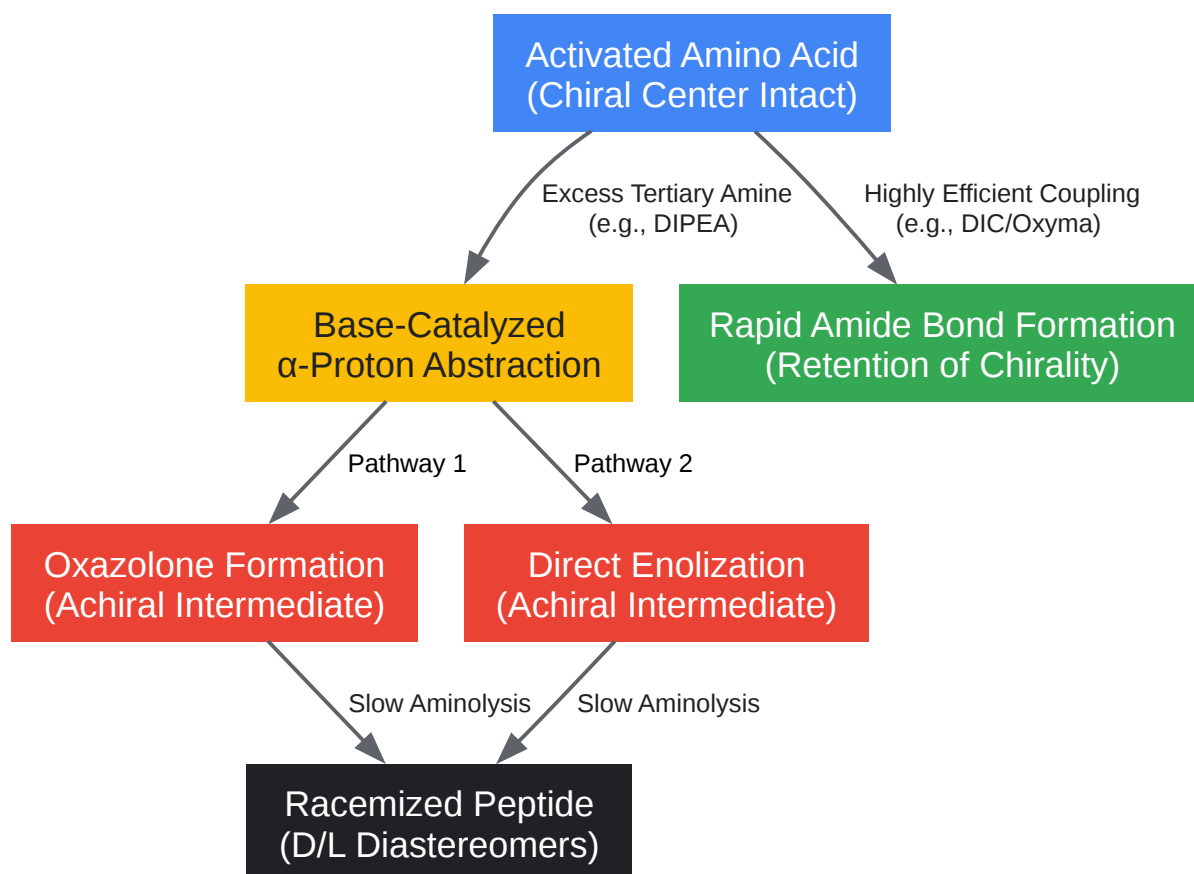 Activated Amino Acid
(Chiral Center Intact)
Excess Tertiary Amine
(e.g., DIPEA)
Highly Efficient Coupling
(e.g., DIC/Oxyma)
Base-Catalyzed
α-Proton Abstraction
Rapid Amide Bond Formation
(Retention of Chirality)
Pathway 1
Pathway 2
Oxazolone Formation
(Achiral Intermediate)
Direct Enolization
(Achiral Intermediate)
Slow Aminolysis
Slow Aminolysis
Racemized Peptide
(D/L Diastereomers)